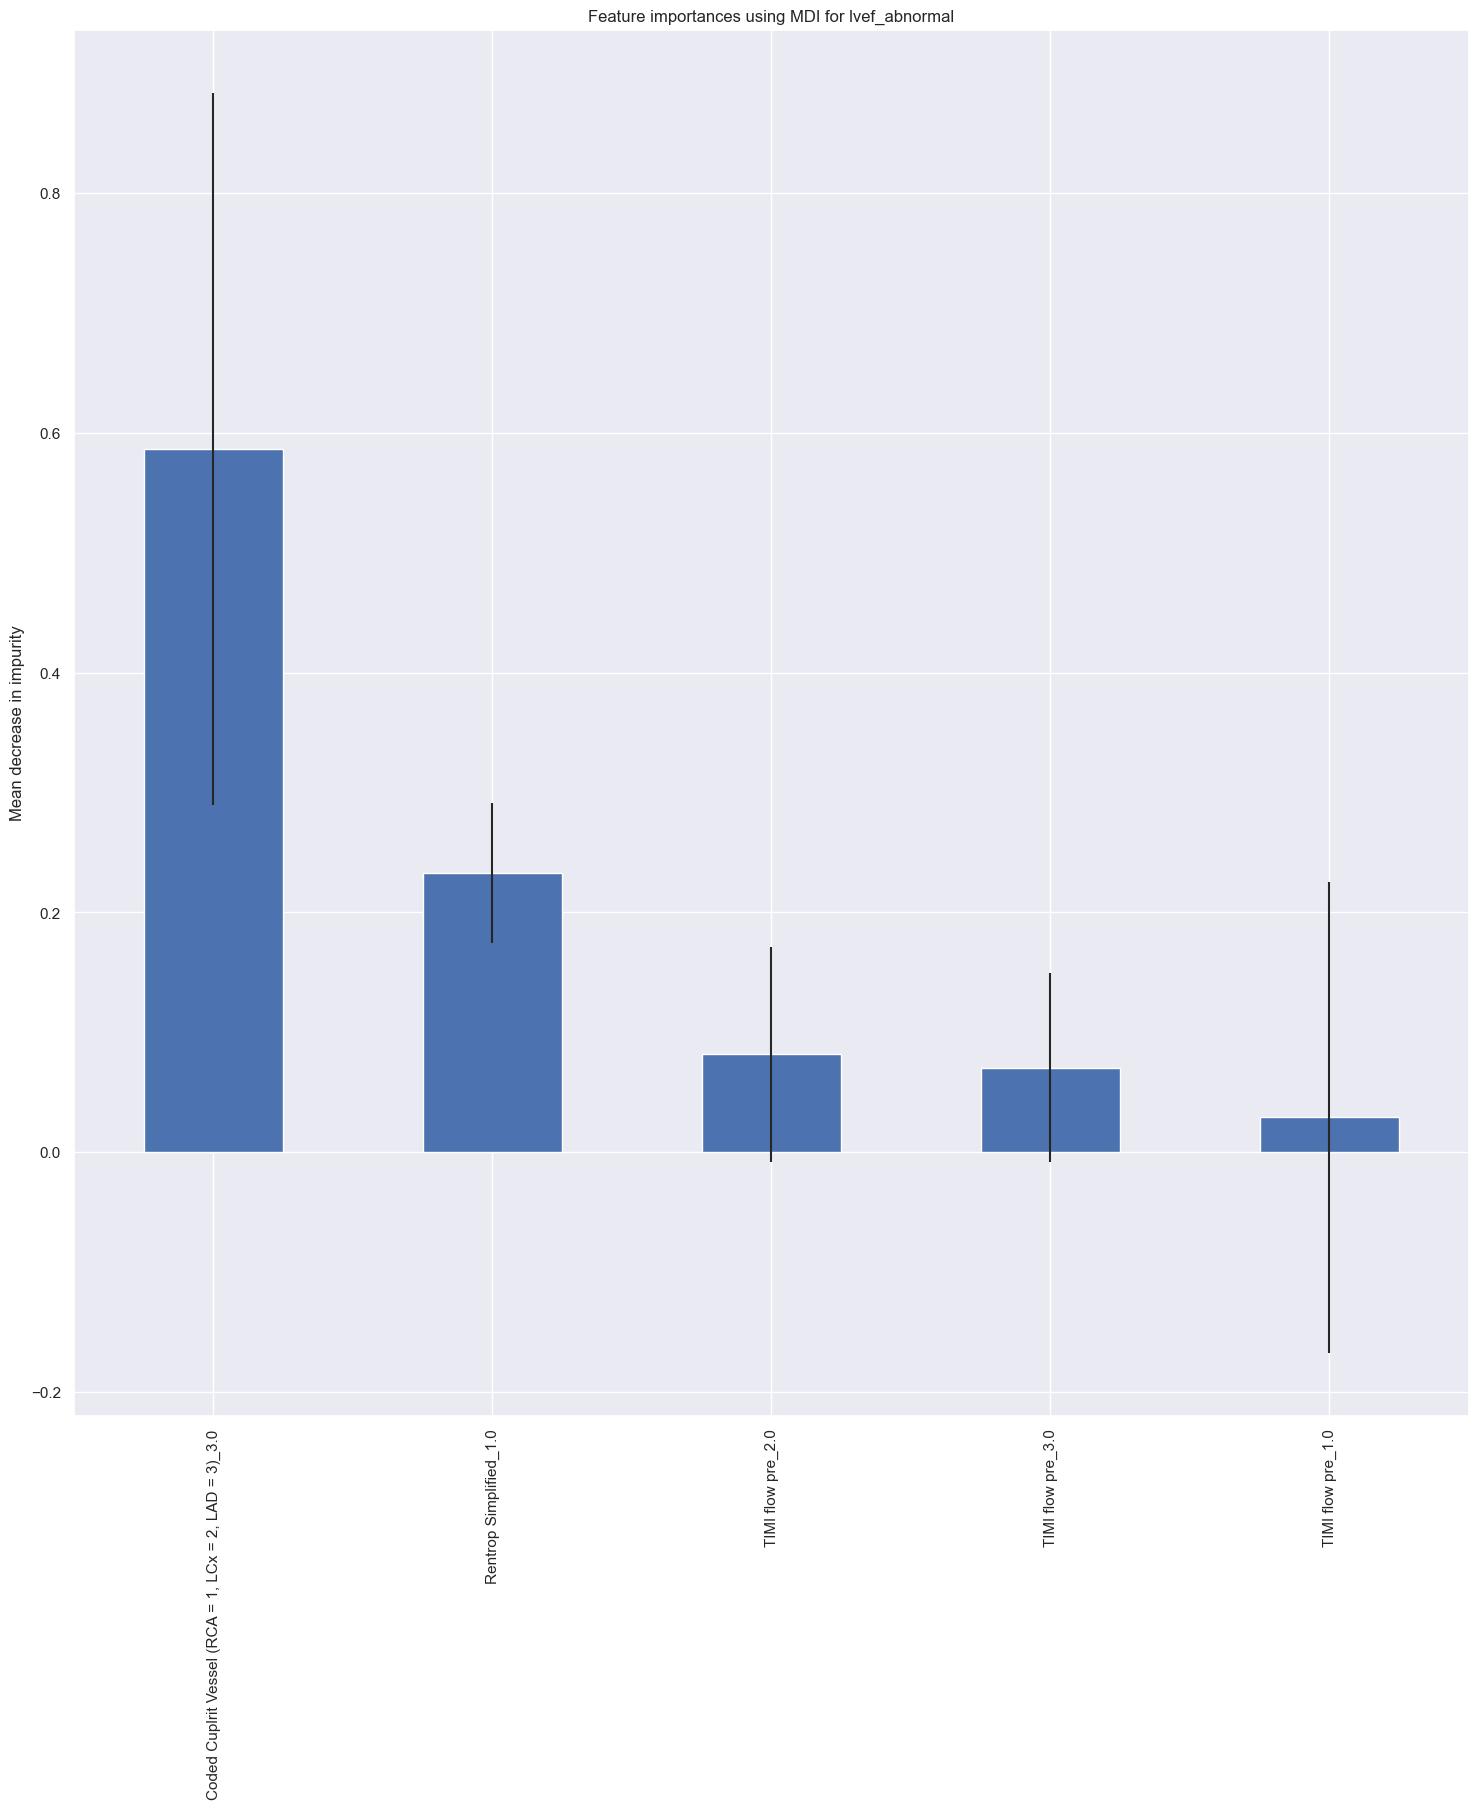 Feature importances using MDI for lvef_abnormal
Mean decrease in impurity
0.8
0.6
0.4
0.2
0.0
−0.2
Coded Cuplrit Vessel (RCA = 1, LCx = 2, LAD = 3)_3.0
Rentrop Simplified_1.0
TIMI flow pre_2.0
TIMI flow pre_3.0
TIMI flow pre_1.0